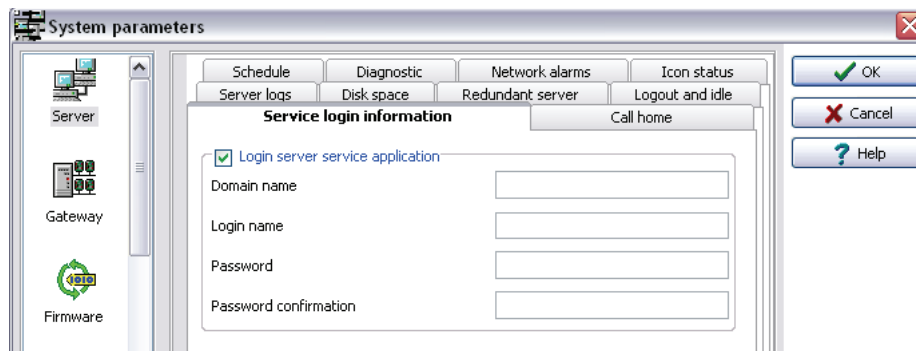 System parameters
Server
Gateway
Firmware
Schedule
Diagnostic
Network alarms
Icon status
Server logs
Disk space
Redundant server
Logout and idle
Service login information
Call home
Login server service application
Domain name
Login name
Password
Password confirmation
OK
Cancel
Help